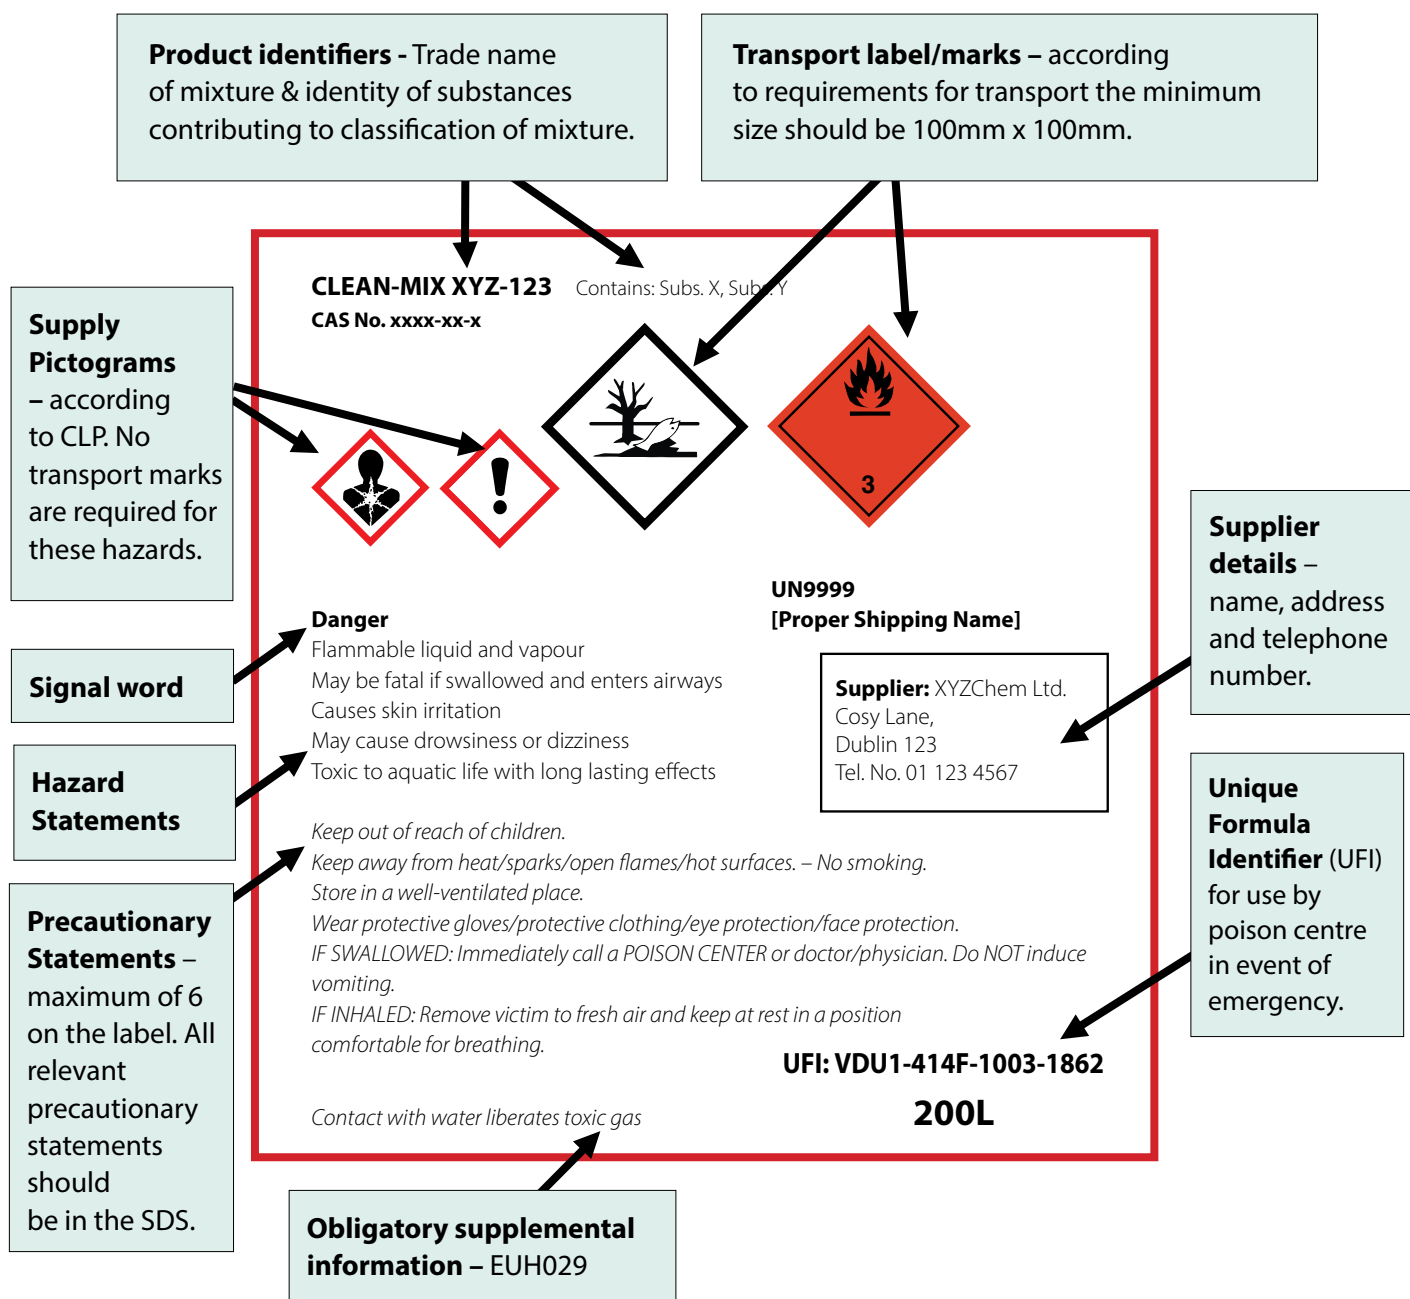 Product identifiers - Trade name
of mixture & identity of substances
contributing to classification of mixture.
Transport label/marks – according
to requirements for transport the minimum
size should be 100mm x 100mm.
Supply
Pictograms
– according
to CLP. No
transport marks
are required for
these hazards.
Signal word
Hazard
Statements
Precautionary
Statements –
maximum of 6
on the label. All
relevant
precautionary
statements
should
be in the SDS.
CLEAN-MIX XYZ-123 Contains: Subs. X, Subs. Y
CAS No. xxxx-xx-x
3
UN9999
[Proper Shipping Name]
Danger
Flammable liquid and vapour
May be fatal if swallowed and enters airways
Causes skin irritation
May cause drowsiness or dizziness
Toxic to aquatic life with long lasting effects
Supplier: XYZChem Ltd.
Cosy Lane,
Dublin 123
Tel. No. 01 123 4567
Keep out of reach of children.
Keep away from heat/sparks/open flames/hot surfaces. – No smoking.
Store in a well-ventilated place.
Wear protective gloves/protective clothing/eye protection/face protection.
IF SWALLOWED: Immediately call a POISON CENTER or doctor/physician. Do NOT induce
vomiting.
IF INHALED: Remove victim to fresh air and keep at rest in a position
comfortable for breathing.
UFI: VDU1-414F-1003-1862
200L
Contact with water liberates toxic gas
Supplier
details –
name, address
and telephone
number.
Unique
Formula
Identifier (UFI)
for use by
poison centre
in event of
emergency.
Obligatory supplemental
information – EUH029